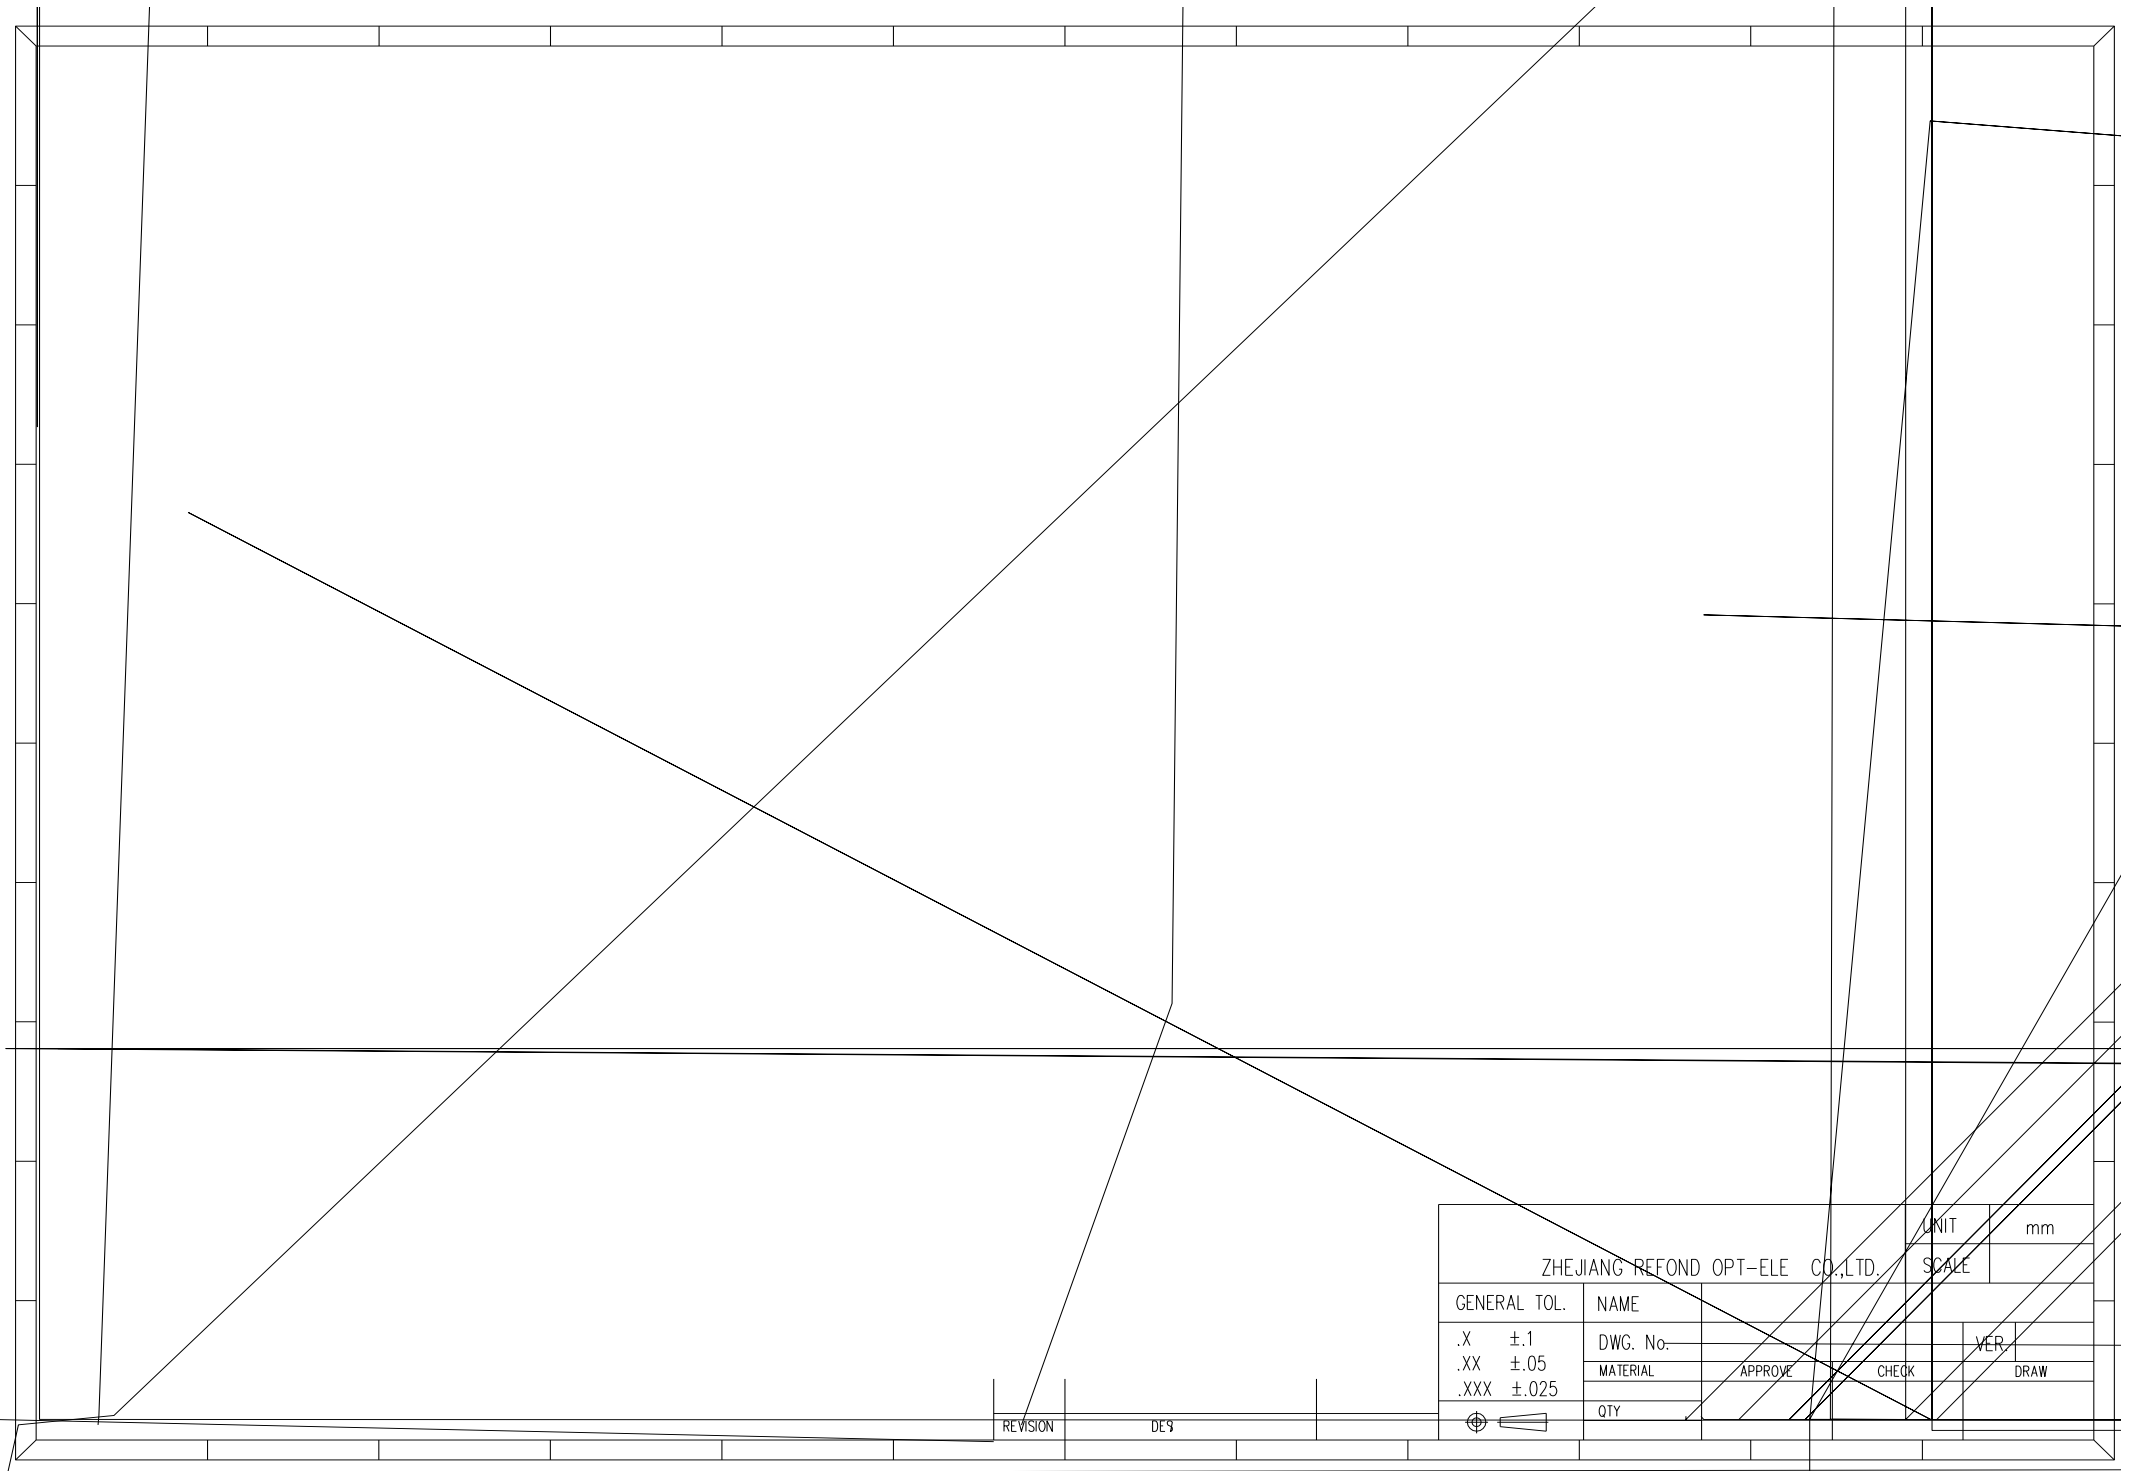 UNIT mm
ZHEJIANG REFOND OPT-ELE CO.,LTD. SCALE
GENERAL TOL. NAME
.X ±.1 DWG. No. VER.
.XX ±.05
MATERIAL APPROVE CHECK DRAW
.XXX ±.025
QTY
REVISION